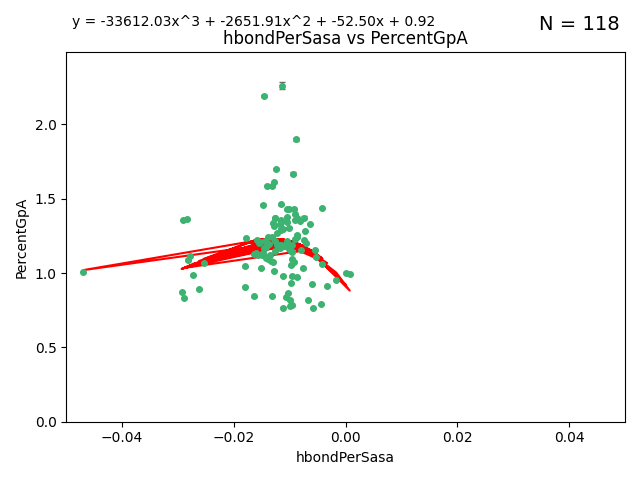 y = -33612.03x^3 + -2651.91x^2 + -52.50x + 0.92
N = 118
hbondPerSasa vs PercentGpA
2.0
1.5
1.0
0.5
0.0
PercentGpA
−0.04 −0.02 0.00 0.02 0.04
hbondPerSasa